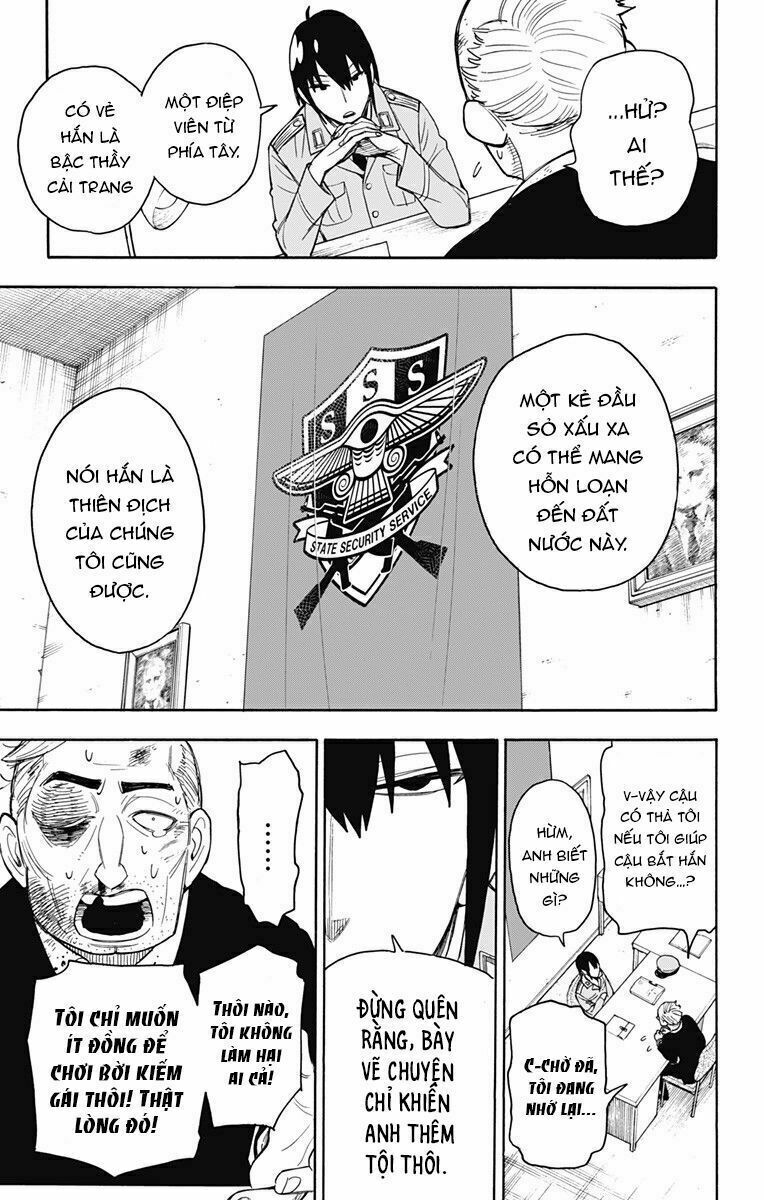 ...HỬ?
AI
THẾ?
MỘT ĐIỆP
VIÊN TỪ
PHÍA TÂY.
CÓ VẺ
HẮN LÀ
BẬC THẦY
CẢI TRANG
MỘT KẺ ĐẦU
SỎ XẤU XA
CÓ THỂ MANG
HỖN LOẠN
ĐẾN ĐẤT
NƯỚC NÀY.
S S S
STATE SECURITY SERVICE
NÓI HẮN LÀ
THIÊN ĐỊCH
CỦA CHÚNG
TÔI CŨNG
ĐƯỢC.
V-VẬY CẬU
CÓ THẢ TÔI
NẾU TÔI GIÚP
CẬU BẮT HẮN
KHÔNG...?
HỪM,
ANH BIẾT
NHỮNG
GÌ?
C-CHỜ ĐÃ,
TÔI ĐANG
NHỚ LẠI...
ĐỪNG QUÊN
RẰNG, BÀY
VẼ CHUYỆN
CHỈ KHIẾN
ANH THÊM
TỘI THÔI.
......
THÔI NÀO,
TÔI KHÔNG
LÀM HẠI
AI CẢ!
TÔI CHỈ MUỐN
ÍT ĐỒNG ĐỂ
CHƠI BỜI KIẾM
GÁI THÔI! THẬT
LÒNG ĐÓ!